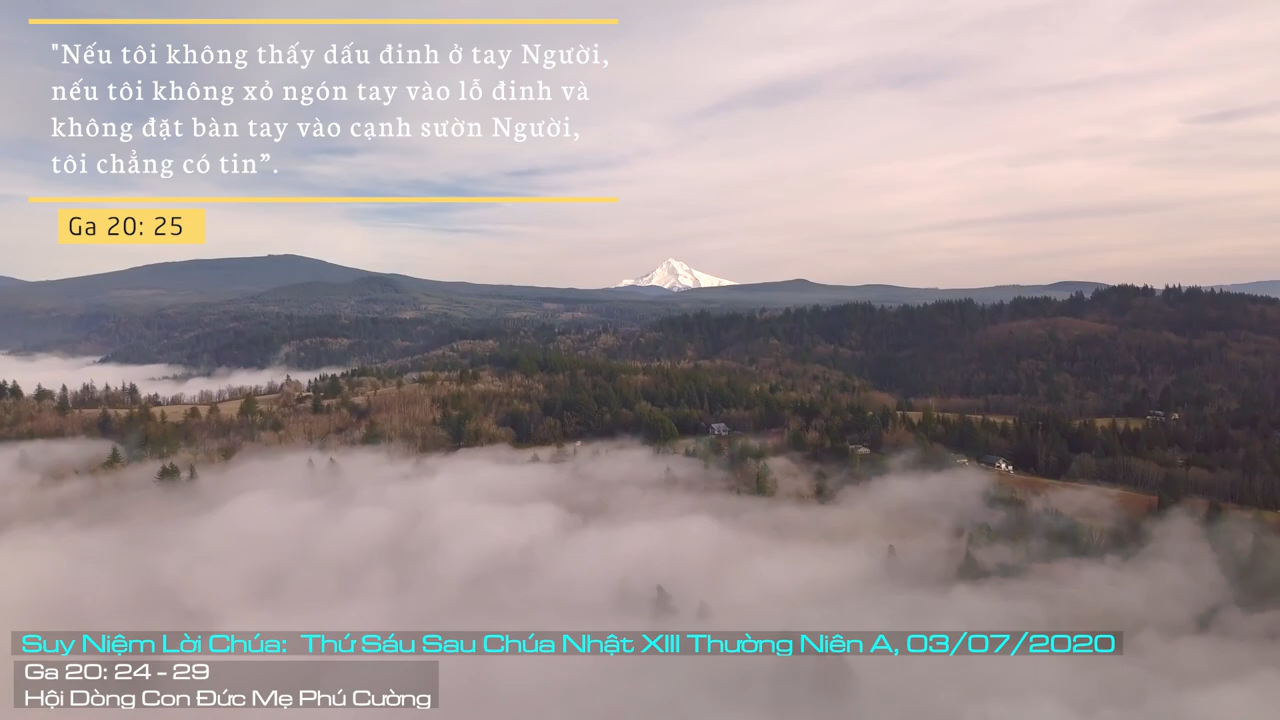 "Nếu tôi không thấy dấu đinh ở tay Người,
nếu tôi không xỏ ngón tay vào lỗ đinh và
không đặt bàn tay vào cạnh sườn Người,
tôi chẳng có tin”.
Ga 20: 25
Suy Niệm Lời Chúa: Thứ Sáu Sau Chúa Nhật XIII Thường Niên A, 03/07/2020
Ga 20: 24 - 29
Hội Dòng Con Đức Mẹ Phú Cường